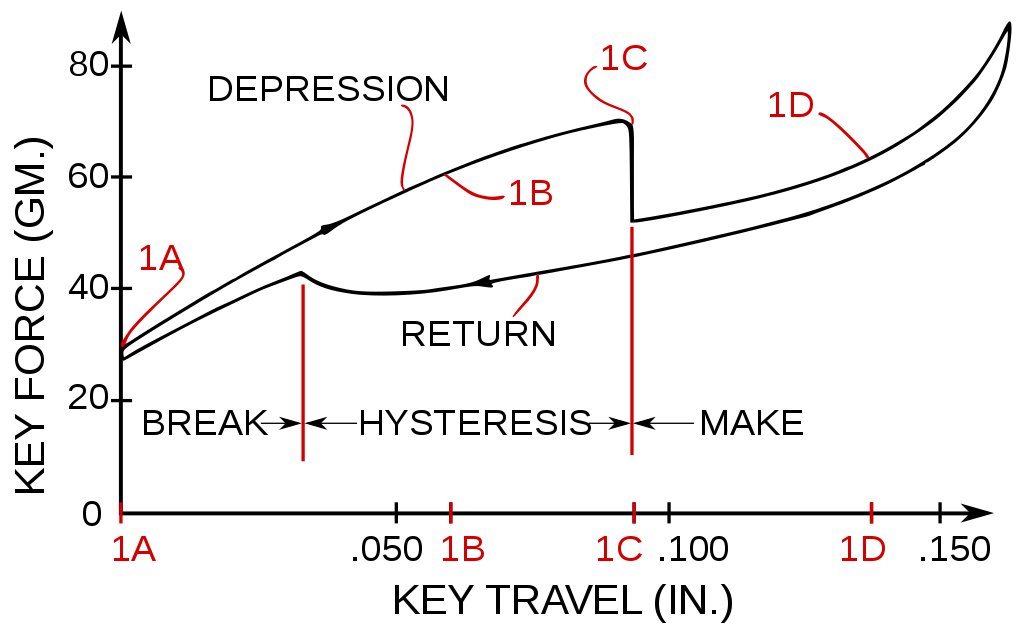 1C
80
DEPRESSION
1D
60
1B
1A
40
RETURN
20
BREAK HYSTERESIS MAKE
0
1A .050 1B 1C .100 1D .150
KEY TRAVEL (IN.)
KEY FORCE (GM.)